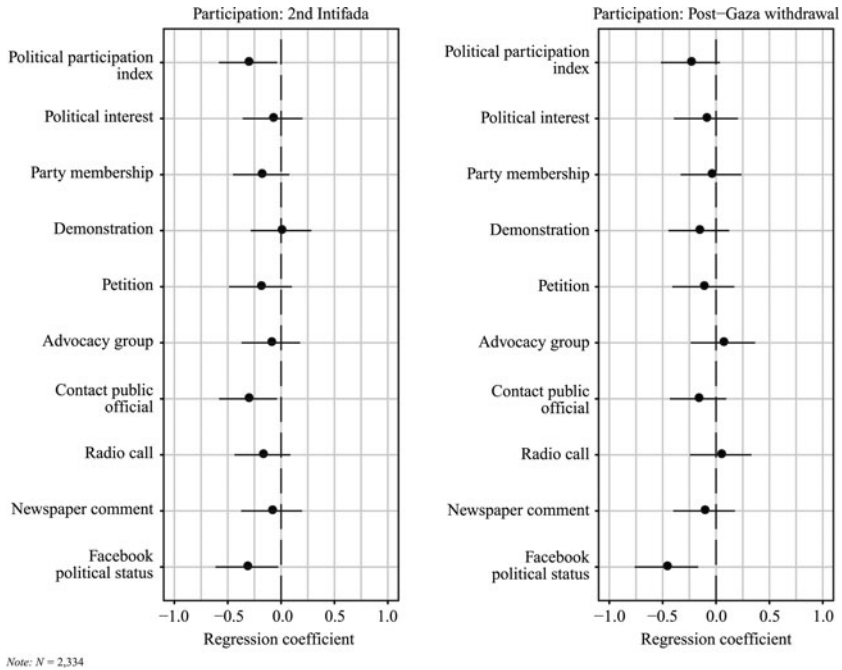 Participation: 2nd Intifada
Political participation
index
Political interest
Party membership
Demonstration
Petition
Advocacy group
Contact public
official
Radio call
Newspaper comment
Facebook
political status
−1.0 −0.5 0.0 0.5 1.0
Regression coefficient
Participation: Post−Gaza withdrawal
Political participation
index
Political interest
Party membership
Demonstration
Petition
Advocacy group
Contact public
official
Radio call
Newspaper comment
Facebook
political status
−1.0 −0.5 0.0 0.5 1.0
Regression coefficient
Note: N = 2,334